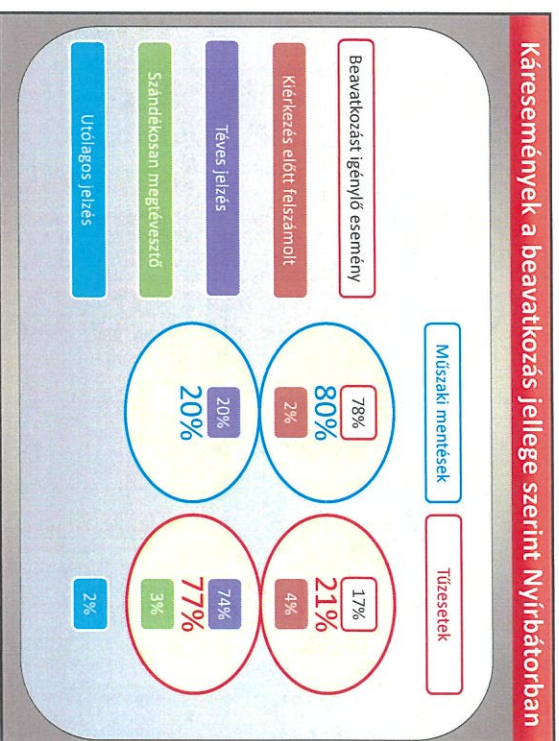 Káresemények a beavatkozás jellege szerint Nyírbátorban
Műszaki mentések
Tűzesetek
Beavatkozást igénylő esemény
78%
17%
80%
21%
Kiérkezés előtt felszámolt
2%
4%
Téves jelzés
20%
74%
20%
77%
Szándékosan megtévesztő
3%
Utólagos jelzés
2%